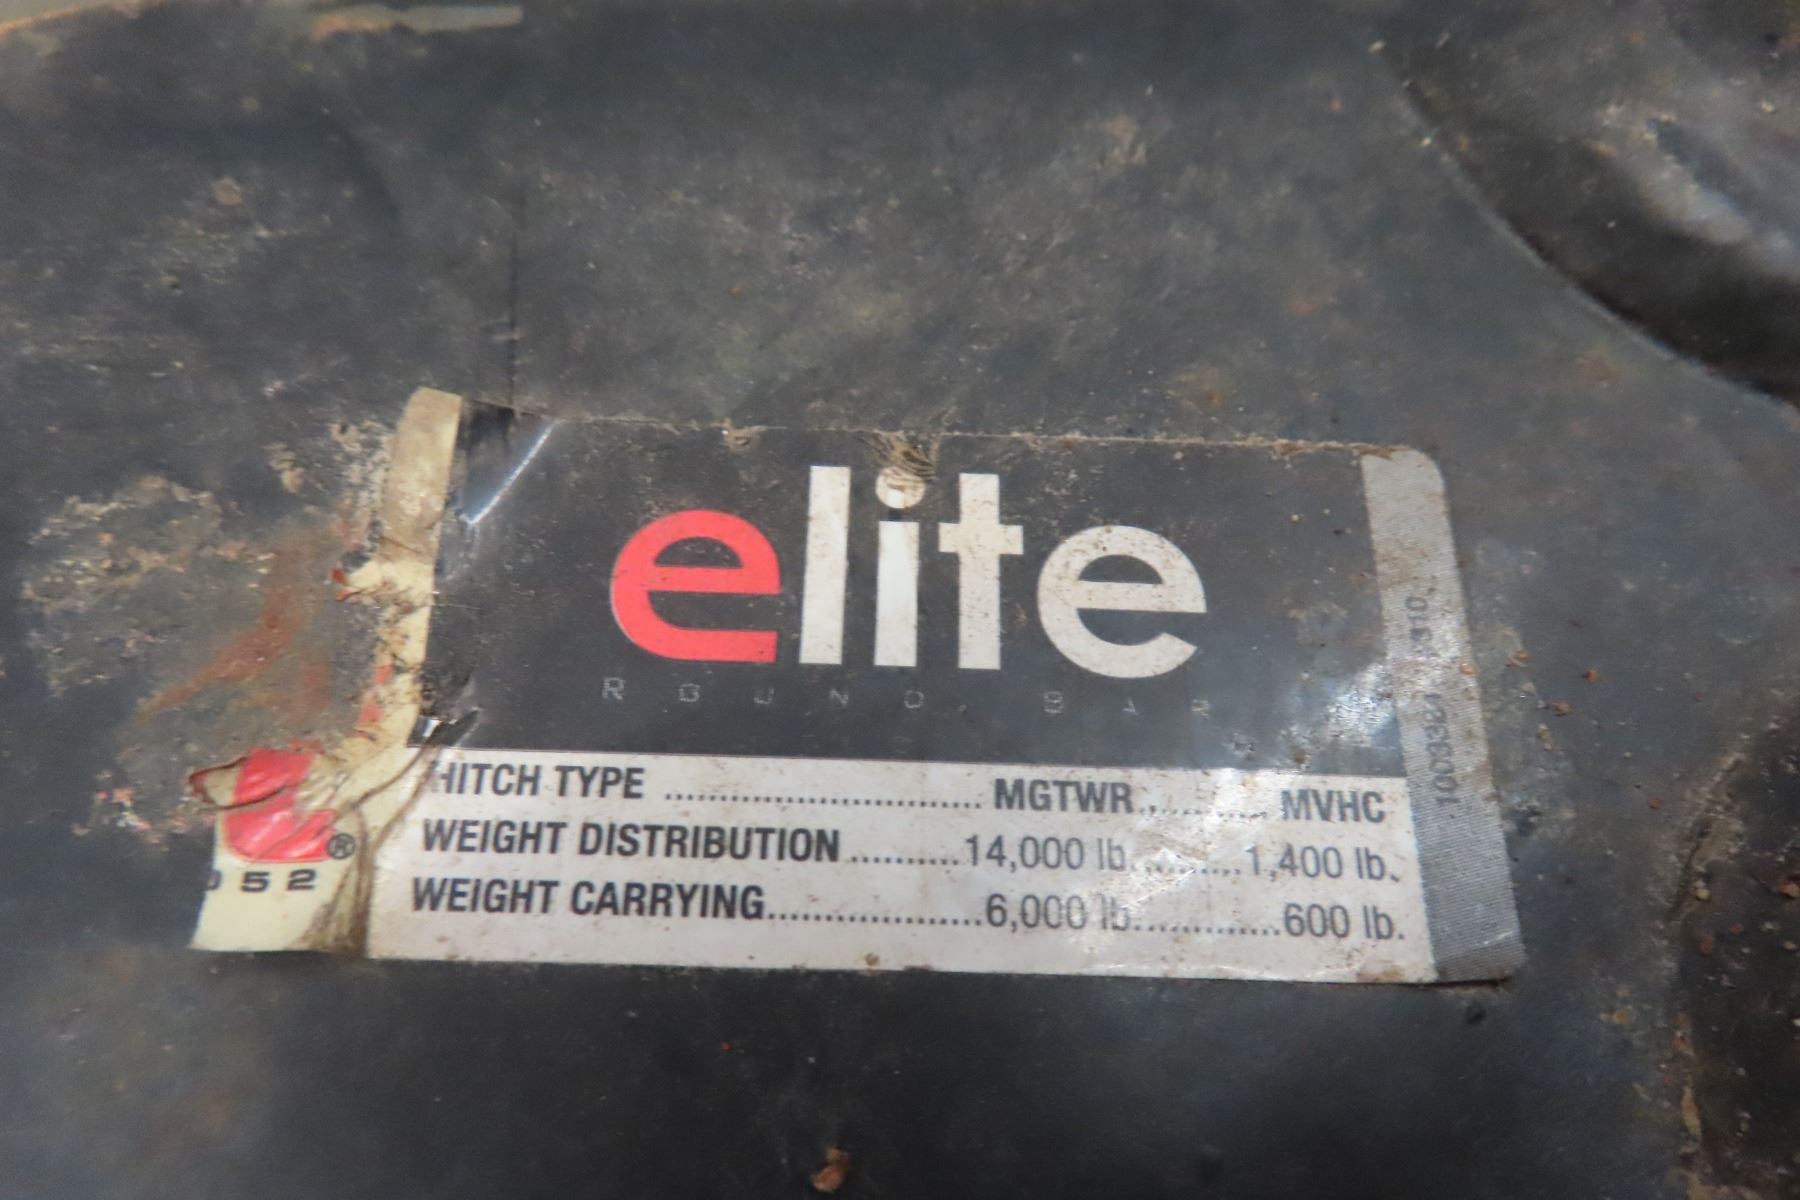 elite
ROUND BAR
HITCH TYPE ............................ MGTWR............ MVHC
WEIGHT DISTRIBUTION ..........14,000 lb...........1,400 lb.
WEIGHT CARRYING...................6,000 lb..............600 lb.
®
52